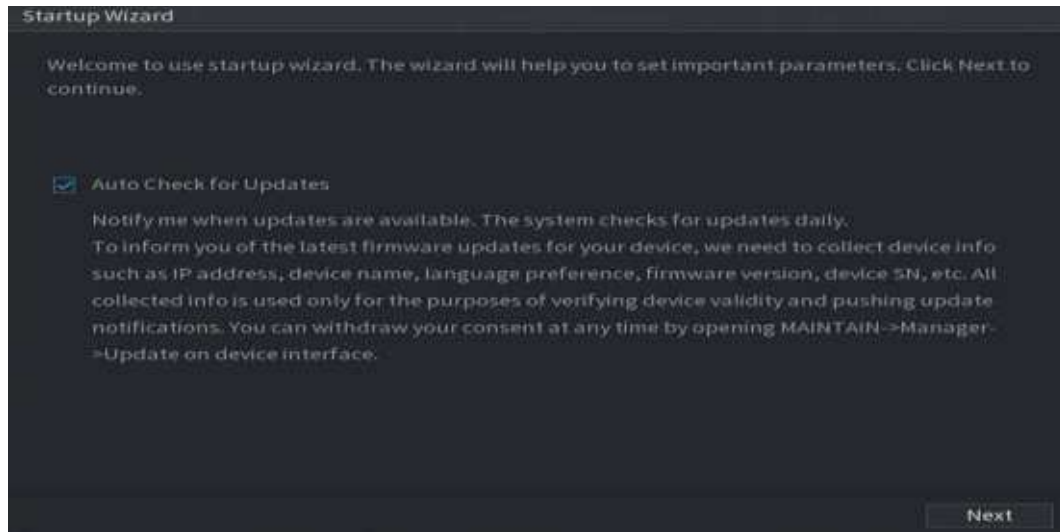 Startup Wizard
Welcome to use startup wizard. The wizard will help you to set important parameters. Click Next to
continue.
Auto Check for Updates
Notify me when updates are available. The system checks for updates daily.
To inform you of the latest firmware updates for your device, we need to collect device info
such as IP address, device name, language preference, firmware version, device SN, etc. All
collected info is used only for the purposes of verifying device validity and pushing update
notifications. You can withdraw your consent at any time by opening MAINTAIN->Manager-
>Update on device interface.
Next